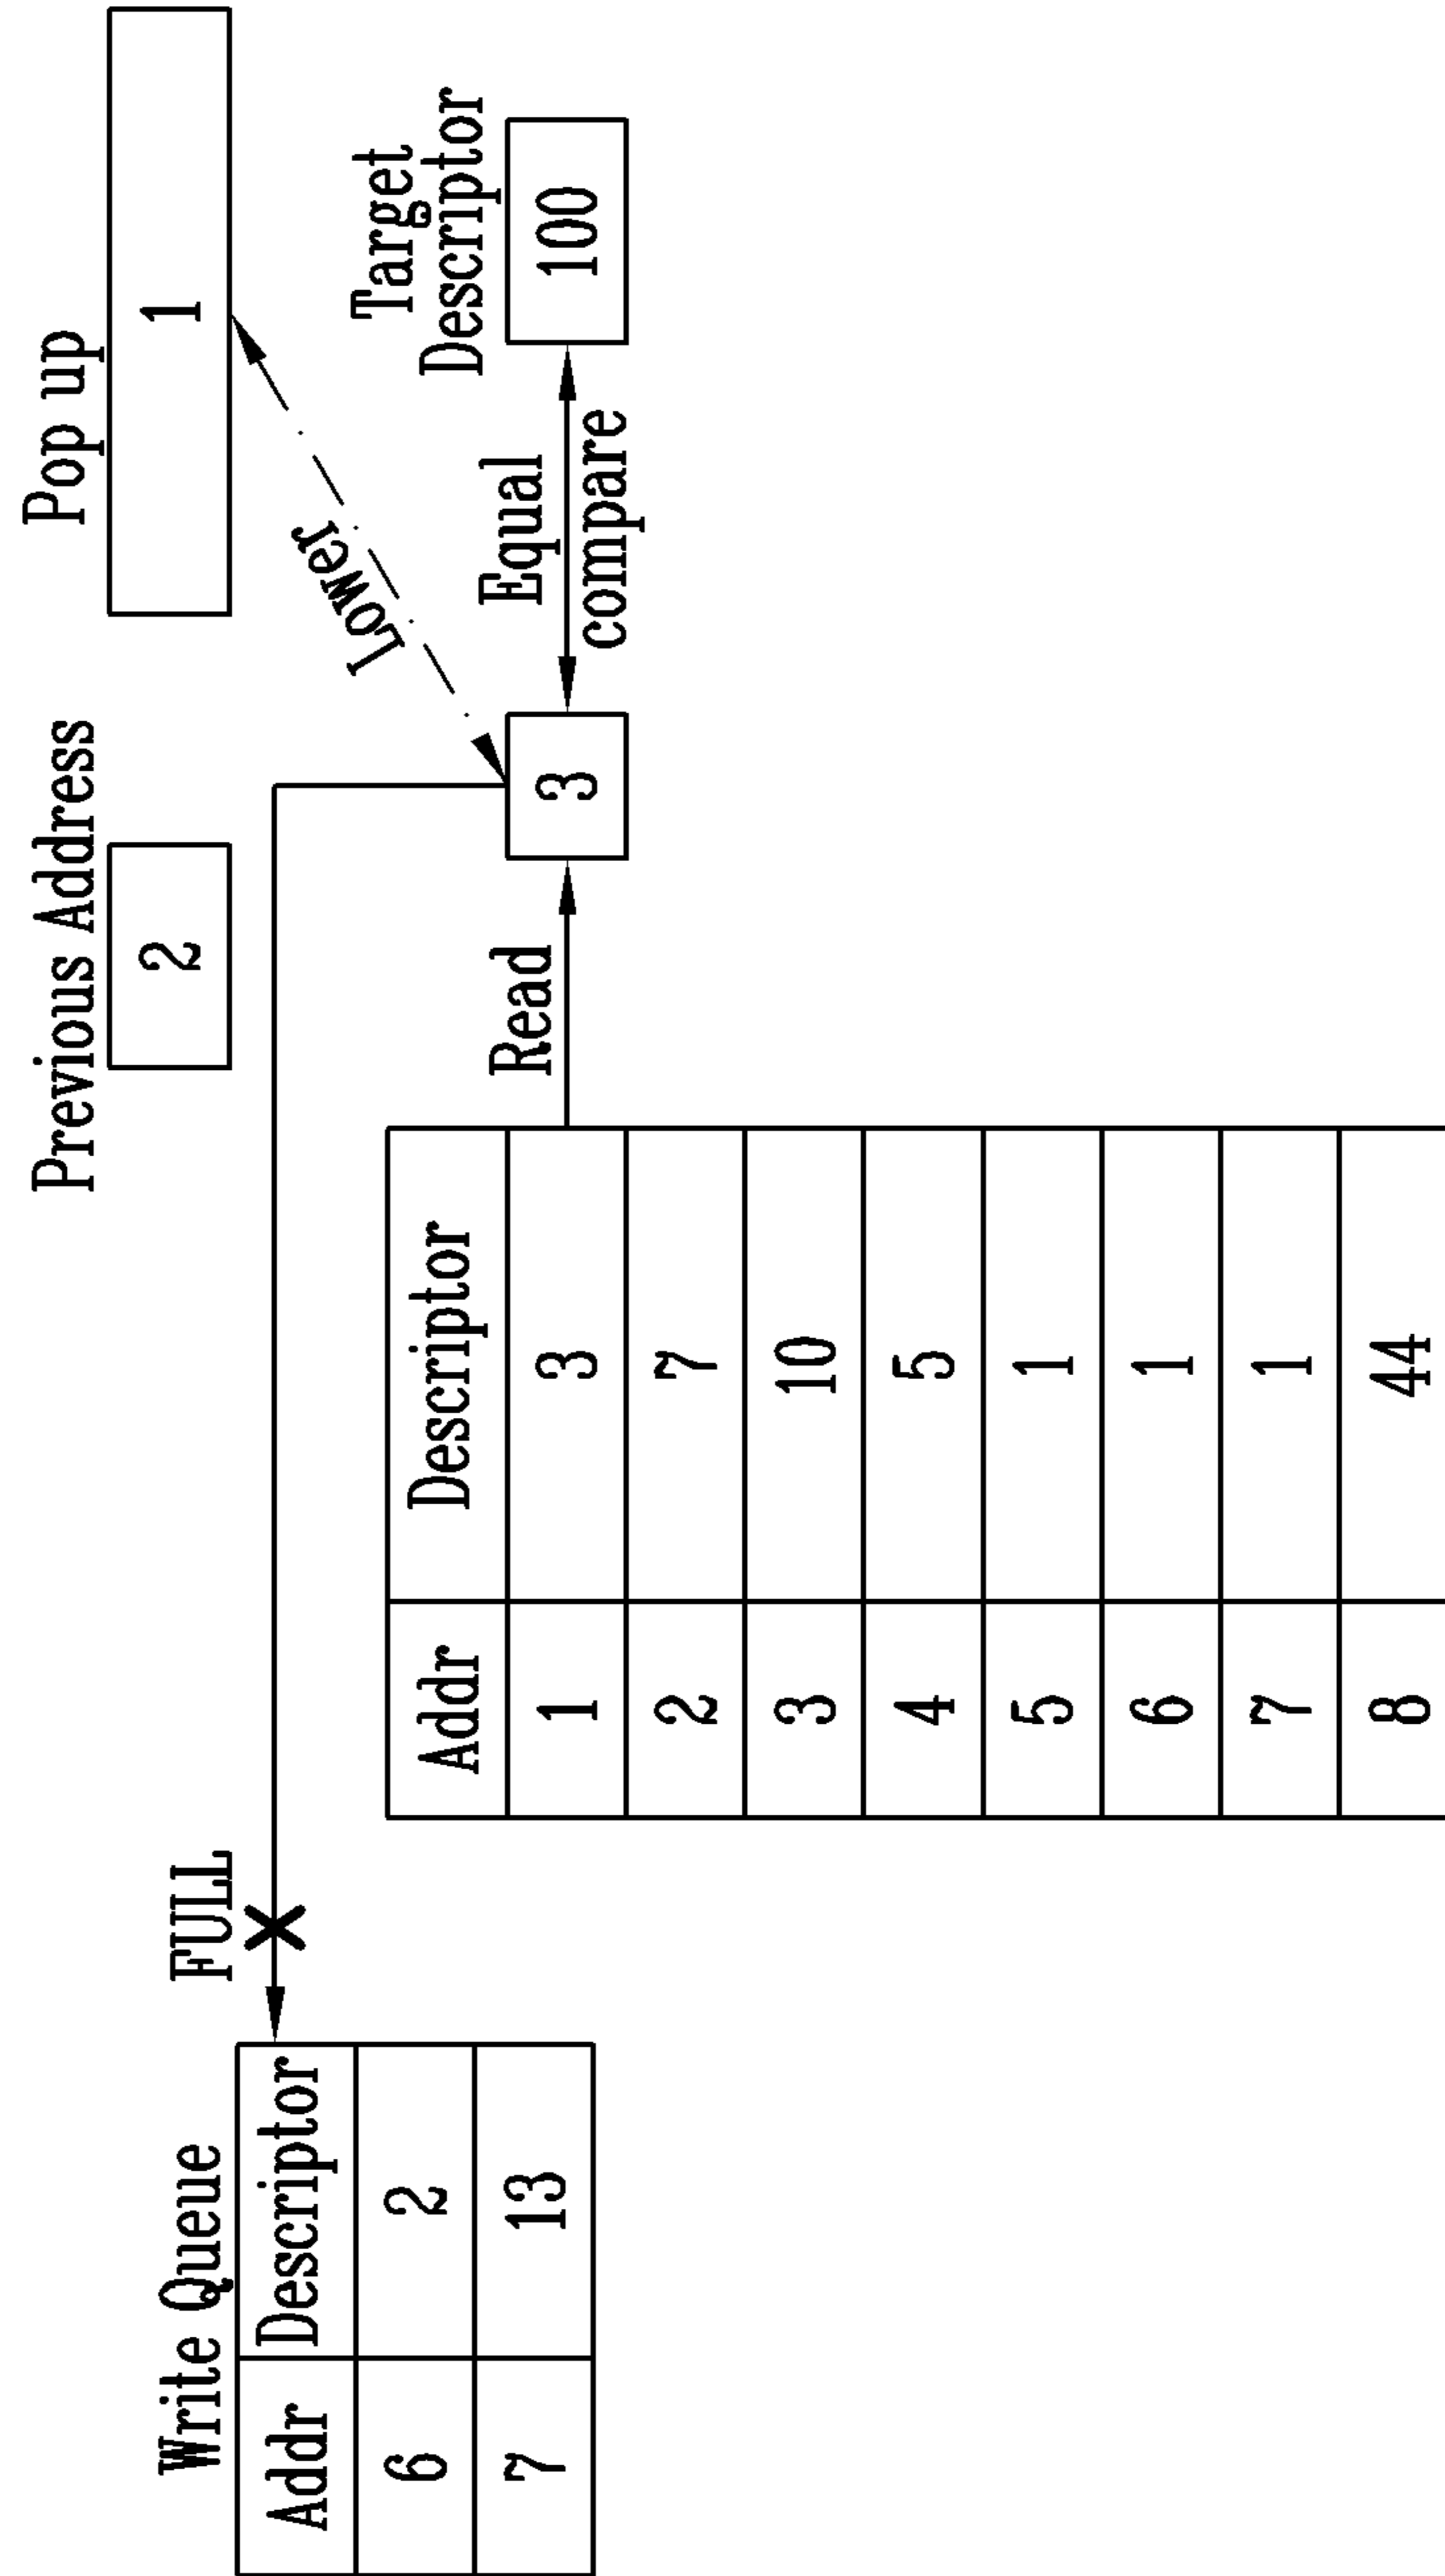 Write Queue
Addr Descriptor
6 2
7 13
FULL
Previous Address
2
Pop up
1
Lower
Addr Descriptor
1 3
2 7
3 10
4 5
5 1
6 1
7 1
8 44
Read
3
Equal
compare
Target
Descriptor
100